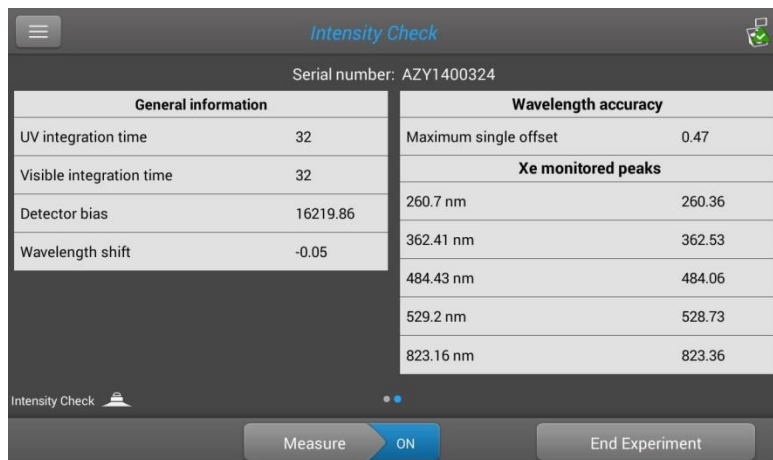 Intensity Check
Serial number: AZY1400324
General information
UV integration time 32
Visible integration time 32
Detector bias 16219.86
Wavelength shift -0.05
Wavelength accuracy
Maximum single offset 0.47
Xe monitored peaks
260.7 nm 260.36
362.41 nm 362.53
484.43 nm 484.06
529.2 nm 528.73
823.16 nm 823.36
Intensity Check
Measure ON
End Experiment